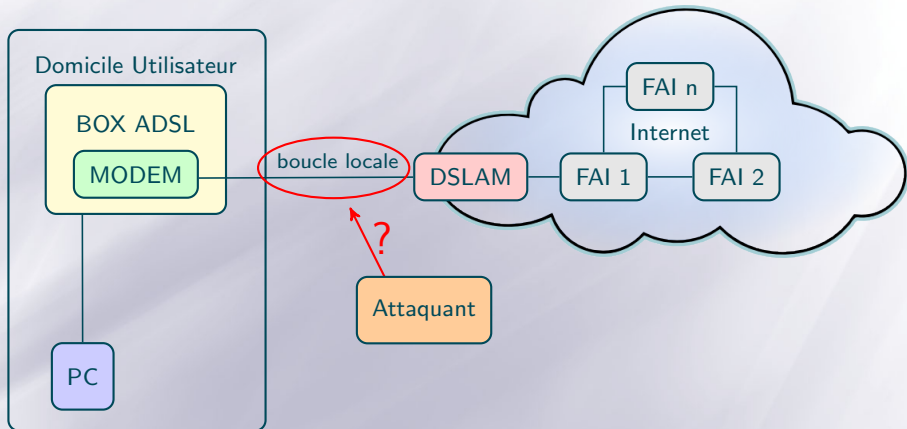 Domicile Utilisateur
BOX ADSL
MODEM
boucle locale
DSLAM
FAI 1
FAI n
Internet
FAI 2
?
Attaquant
PC